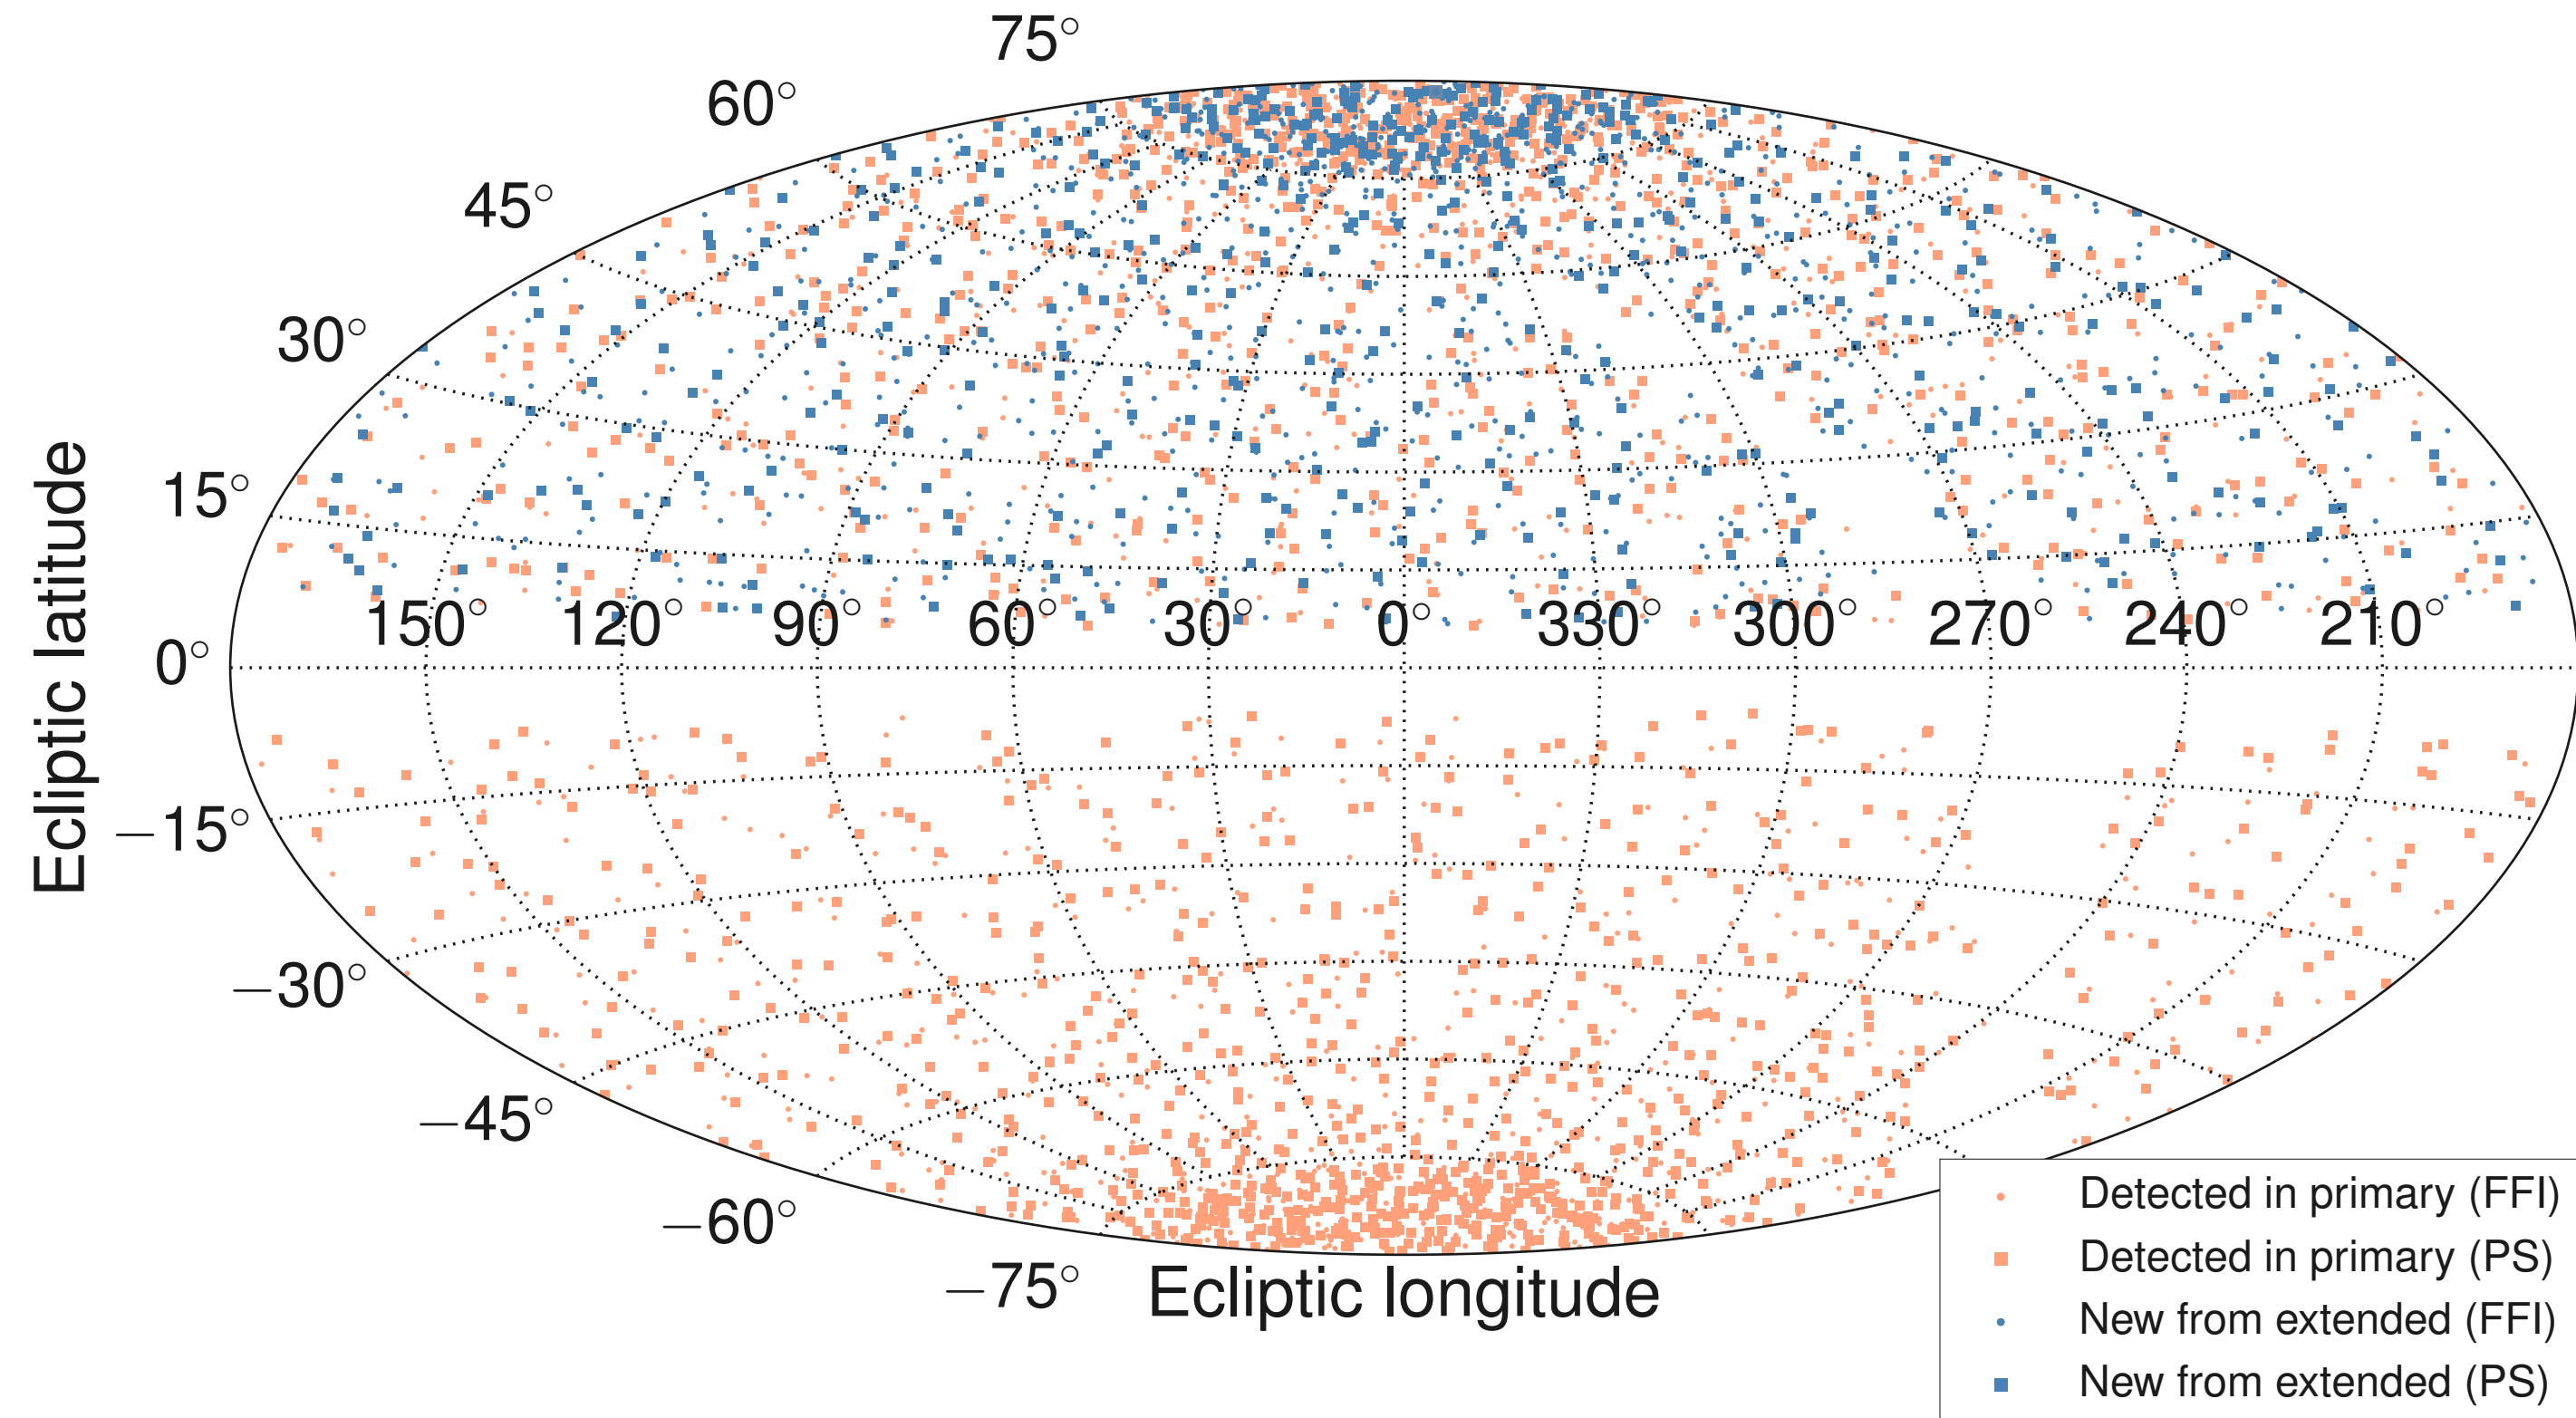 75°
60°
45°
30°
15°
150° 120° 90° 60° 30° 0° 330° 300° 270° 240° 210°
0°
Ecliptic latitude
−15°
−30°
−45°
−60°
−75°
Ecliptic longitude
Detected in primary (FFI)
Detected in primary (PS)
New from extended (FFI)
New from extended (PS)